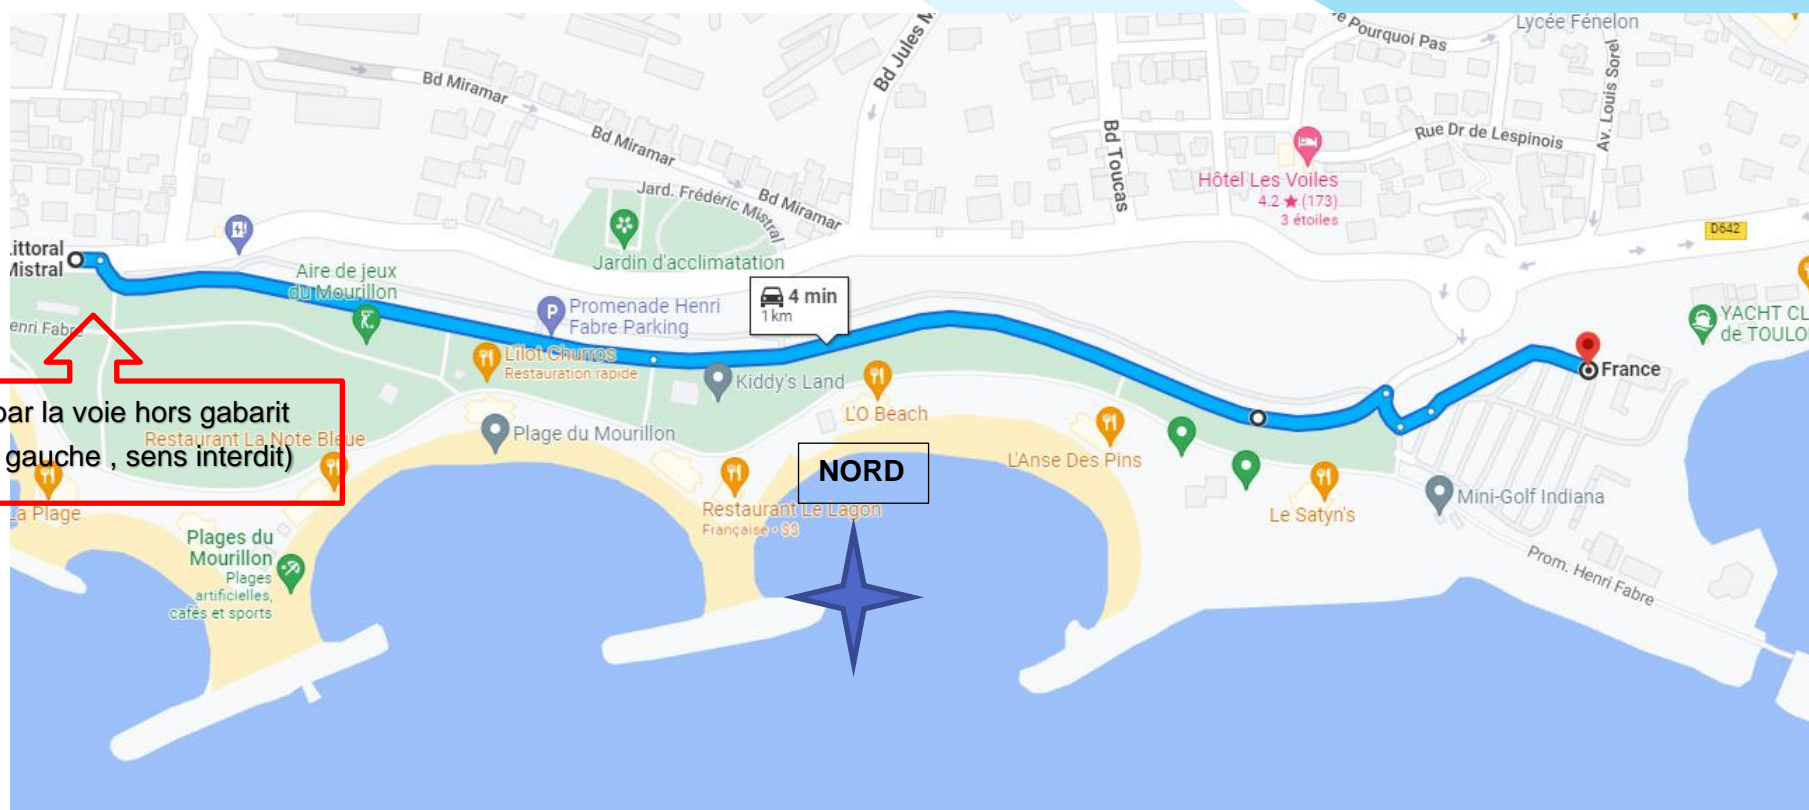 Pourquoi Pas
Lycée Fénelon
Bd Jules M
Av. Louis Sorel
Bd Miramar
Bd Miramar
Bd Miramar
Bd Toucas
Rue Dr de Lespinois
Jard. Frédéric Mistral
Hôtel Les Voiles
4.2 ★ (173)
3 étoiles
D642
Littoral
Mistral
Jardin d'acclimatation
Aire de jeux
du Mourillon
4 min
1 km
P
Promenade Henri
Fabre Parking
YACHT CL
de TOULO
enri Fabre
L'îlot Churros
Restauration rapide
Kiddy's Land
France
par la voie hors gabarit
gauche , sens interdit)
Restaurant La Note Bleue
L'O Beach
Plage du Mourillon
NORD
L'Anse Des Pins
La Plage
Restaurant Le Lagon
Française · $$
Le Satyn's
Mini-Golf Indiana
Plages du
Mourillon
Plages
artificielles,
cafés et sports
Prom. Henri Fabre